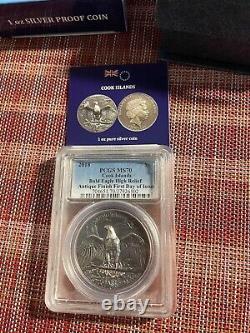 1 oz SILVER PROOF COIN
COOK ISLANDS
1 oz pure silver coin
2018
PCGS MS70
Cook Islands
Bald Eagle High Relief
Antique Finish First Day of Issue